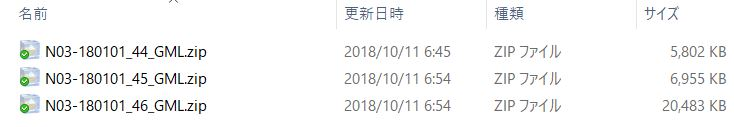 名前 更新日時 種類 サイズ
N03-180101_44_GML.zip 2018/10/11 6:45 ZIP ファイル 5,802 KB
N03-180101_45_GML.zip 2018/10/11 6:54 ZIP ファイル 6,955 KB
N03-180101_46_GML.zip 2018/10/11 6:54 ZIP ファイル 20,483 KB